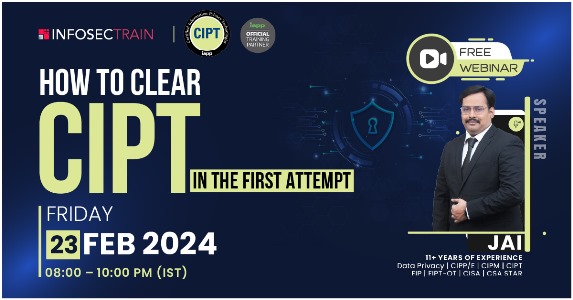 INFOSECTRAIN
CIPT
iapp
iapp
OFFICIAL
TRAINING
PARTNER
FREE
WEBINAR
HOW TO CLEAR
CIPT
IN THE FIRST ATTEMPT
SPEAKER
FRIDAY
23 FEB 2024
08:00 – 10:00 PM (IST)
JAI
11+ YEARS OF EXPERIENCE
Data Privacy | CIPP/E | CIPM | CIPT
FIP | FIPT-OT | CISA | CSA STAR